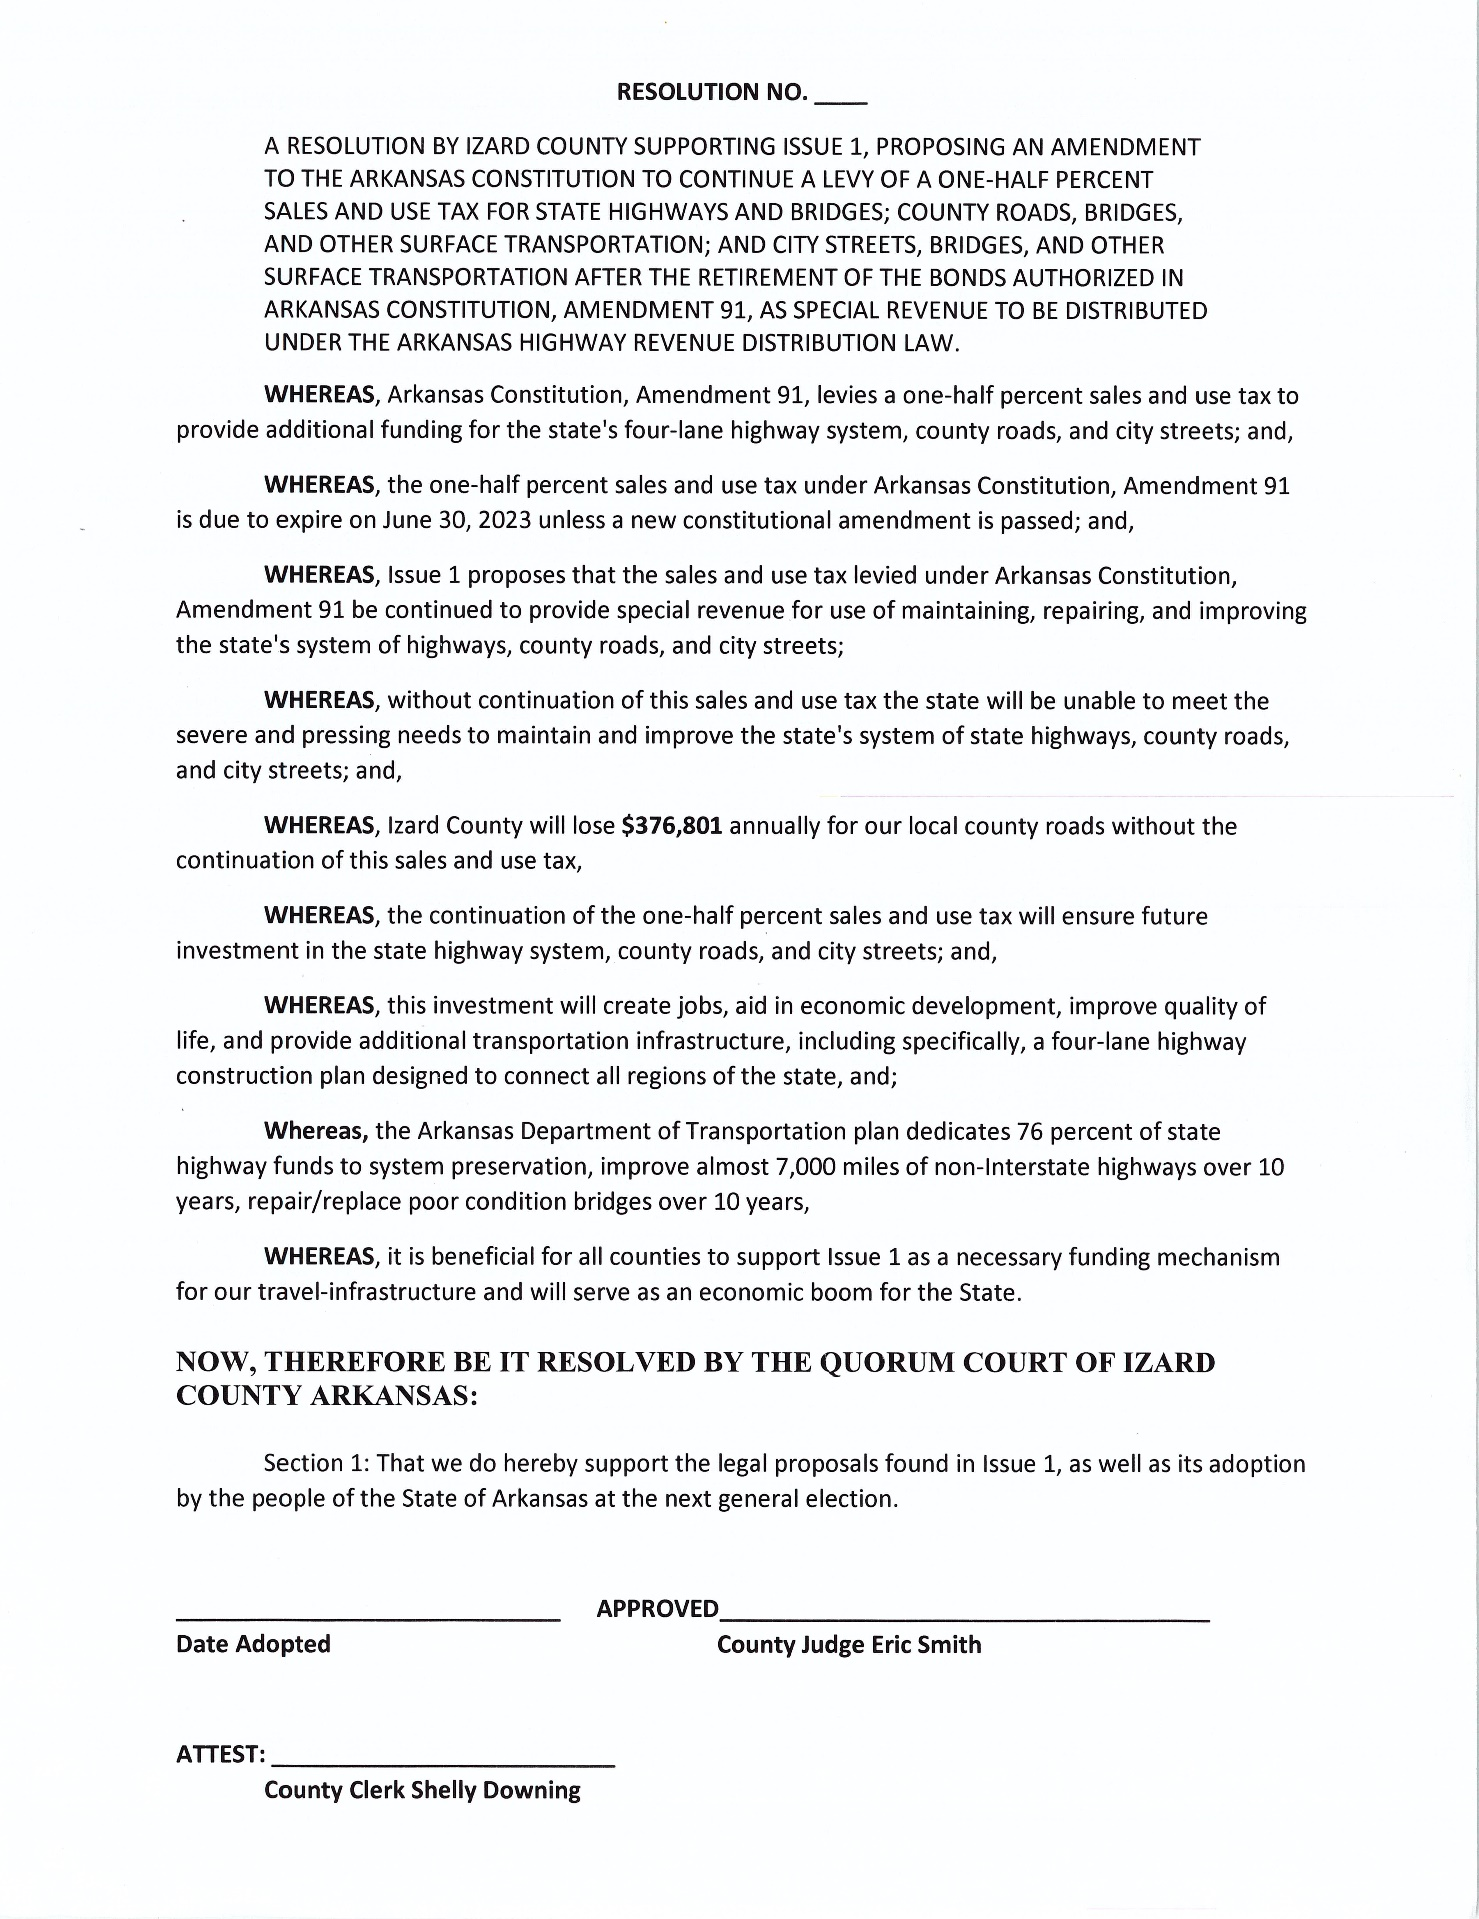 RESOLUTION NO. ____
A RESOLUTION BY IZARD COUNTY SUPPORTING ISSUE 1, PROPOSING AN AMENDMENT
TO THE ARKANSAS CONSTITUTION TO CONTINUE A LEVY OF A ONE-HALF PERCENT
SALES AND USE TAX FOR STATE HIGHWAYS AND BRIDGES; COUNTY ROADS, BRIDGES,
AND OTHER SURFACE TRANSPORTATION; AND CITY STREETS, BRIDGES, AND OTHER
SURFACE TRANSPORTATION AFTER THE RETIREMENT OF THE BONDS AUTHORIZED IN
ARKANSAS CONSTITUTION, AMENDMENT 91, AS SPECIAL REVENUE TO BE DISTRIBUTED
UNDER THE ARKANSAS HIGHWAY REVENUE DISTRIBUTION LAW.
WHEREAS, Arkansas Constitution, Amendment 91, levies a one-half percent sales and use tax to
provide additional funding for the state's four-lane highway system, county roads, and city streets; and,
WHEREAS, the one-half percent sales and use tax under Arkansas Constitution, Amendment 91
is due to expire on June 30, 2023 unless a new constitutional amendment is passed; and,
WHEREAS, Issue 1 proposes that the sales and use tax levied under Arkansas Constitution,
Amendment 91 be continued to provide special revenue for use of maintaining, repairing, and improving
the state's system of highways, county roads, and city streets;
WHEREAS, without continuation of this sales and use tax the state will be unable to meet the
severe and pressing needs to maintain and improve the state's system of state highways, county roads,
and city streets; and,
WHEREAS, Izard County will lose $376,801 annually for our local county roads without the
continuation of this sales and use tax,
WHEREAS, the continuation of the one-half percent sales and use tax will ensure future
investment in the state highway system, county roads, and city streets; and,
WHEREAS, this investment will create jobs, aid in economic development, improve quality of
life, and provide additional transportation infrastructure, including specifically, a four-lane highway
construction plan designed to connect all regions of the state, and;
Whereas, the Arkansas Department of Transportation plan dedicates 76 percent of state
highway funds to system preservation, improve almost 7,000 miles of non-Interstate highways over 10
years, repair/replace poor condition bridges over 10 years,
WHEREAS, it is beneficial for all counties to support Issue 1 as a necessary funding mechanism
for our travel-infrastructure and will serve as an economic boom for the State.
NOW, THEREFORE BE IT RESOLVED BY THE QUORUM COURT OF IZARD
COUNTY ARKANSAS:
Section 1: That we do hereby support the legal proposals found in Issue 1, as well as its adoption
by the people of the State of Arkansas at the next general election.
____________________ APPROVED____________________
Date Adopted County Judge Eric Smith
ATTEST: ____________________
County Clerk Shelly Downing